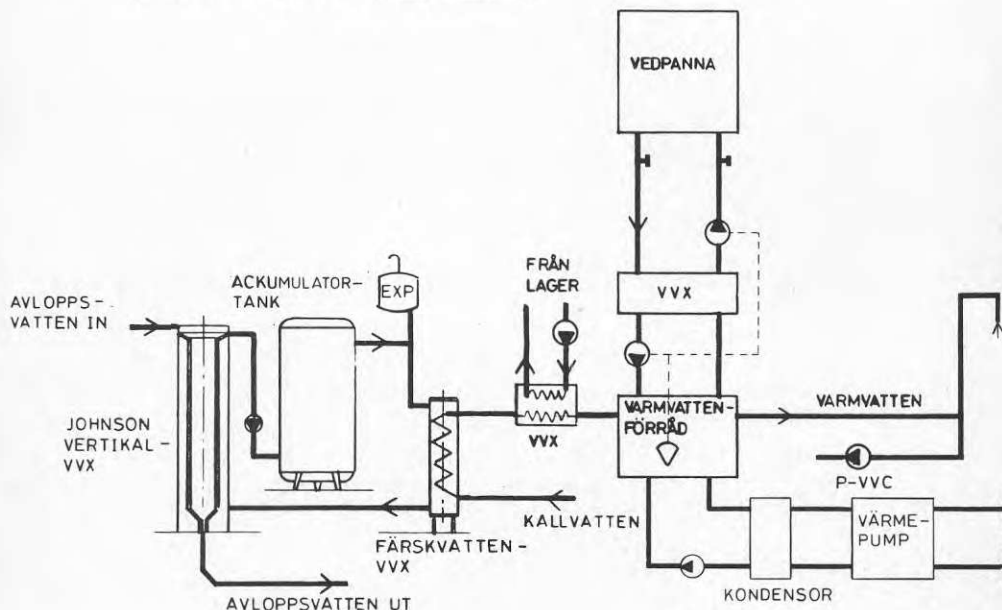 VEDPANNA
FRÅN
LAGER
VVX
ACKUMULATOR-
TANK
EXP
AVLOPPS-
VATTEN IN
JOHNSON
VERTIKAL-
VVX
VVX
VARMVATTEN-
FÖRRÅD
VARMVATTEN
P-VVC
KALLVATTEN
FÄRSKVATTEN-
VVX
VÄRME-
PUMP
KONDENSOR
AVLOPPSVATTEN UT